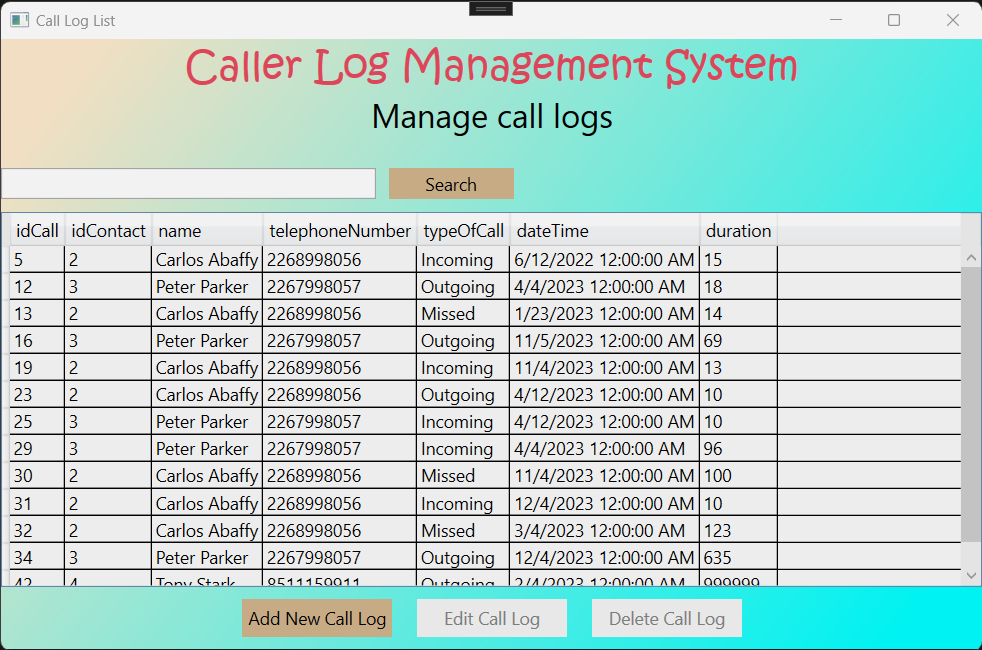 Call Log List
Caller Log Management System
Manage call logs
Search
idCall idContact name telephoneNumber typeOfCall dateTime duration
5 2 Carlos Abaffy 2268998056 Incoming 6/12/2022 12:00:00 AM 15
12 3 Peter Parker 2267998057 Outgoing 4/4/2023 12:00:00 AM 18
13 2 Carlos Abaffy 2268998056 Missed 1/23/2023 12:00:00 AM 14
16 3 Peter Parker 2267998057 Outgoing 11/5/2023 12:00:00 AM 69
19 2 Carlos Abaffy 2268998056 Incoming 11/4/2023 12:00:00 AM 13
23 2 Carlos Abaffy 2268998056 Outgoing 4/12/2023 12:00:00 AM 10
25 3 Peter Parker 2267998057 Incoming 4/12/2023 12:00:00 AM 10
29 3 Peter Parker 2267998057 Incoming 4/4/2023 12:00:00 AM 96
30 2 Carlos Abaffy 2268998056 Missed 11/4/2023 12:00:00 AM 100
31 2 Carlos Abaffy 2268998056 Incoming 12/4/2023 12:00:00 AM 10
32 2 Carlos Abaffy 2268998056 Missed 3/4/2023 12:00:00 AM 123
34 3 Peter Parker 2267998057 Outgoing 12/4/2023 12:00:00 AM 635
42 4 Tony Stark 8511159911 Outgoing 2/4/2023 12:00:00 AM 999999
Add New Call Log Edit Call Log Delete Call Log